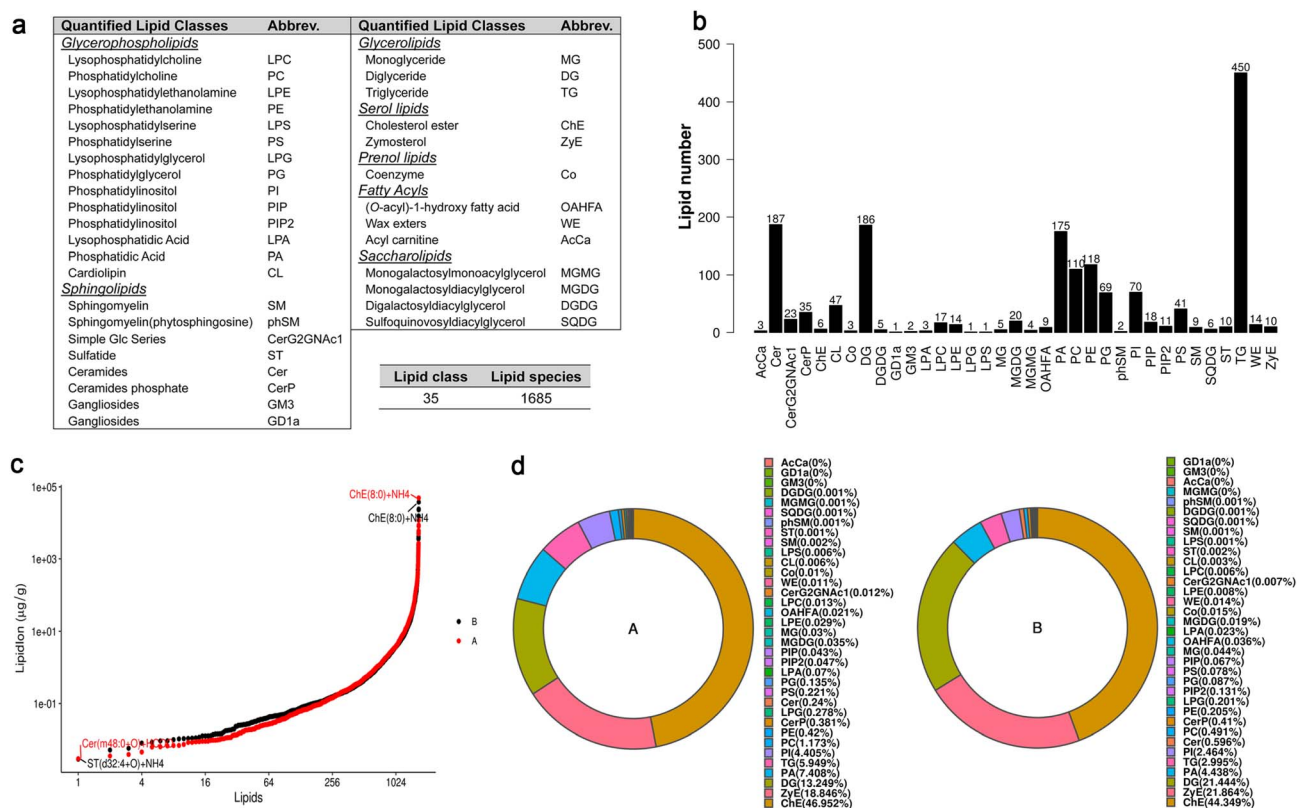 a
Quantified Lipid Classes Abbrev. Quantified Lipid Classes Abbrev.
Glycerophospholipids
Lysophosphatidylcholine LPC
Phosphatidylcholine PC
Lysophosphatidylethanolamine LPE
Phosphatidylethanolamine PE
Lysophosphatidylserine LPS
Phosphatidylserine PS
Lysophosphatidylglycerol LPG
Phosphatidylglycerol PG
Phosphatidylinositol PI
Phosphatidylinositol PIP
Phosphatidylinositol PIP2
Lysophosphatidic Acid LPA
Phosphatidic Acid PA
Cardiolipin CL
Sphingolipids
Sphingomyelin SM
Sphingomyelin(phytosphingosine) phSM
Simple Glc Series CerG2GNAc1
Sulfatide ST
Ceramides Cer
Ceramides phosphate CerP
Gangliosides GM3
Gangliosides GD1a
Glycerolipids
Monoglyceride MG
Diglyceride DG
Triglyceride TG
Serol lipids
Cholesterol ester ChE
Zymosterol ZyE
Prenol lipids
Coenzyme Co
Fatty Acyls
(O-acyl)-1-hydroxy fatty acid OAHFA
Wax exters WE
Acyl carnitine AcCa
Saccharolipids
Monogalactosylmonoacylglycerol MGMG
Monogalactosyldiacylglycerol MGDG
Digalactosyldiacylglycerol DGDG
Sulfoquinovosyldiacylglycerol SQDG
Lipid class Lipid species
35 1685
b
Lipid number
500
400
300
200
100
0
3 187 23 35 6 47 3 186 5 1 2 3 17 14 1 1 5 20 4 9 175 110 118 69 2 70 18 11 41 9 6 10 450 14 10
AcCa Cer CerG2GNAc1 CerP ChE CL Co DG DGDG GD1a GM3 LPA LPC LPE LPG LPS MG MGDG MGMG OAHFA PA PC PE PG phSM PI PIP PIP2 PS SM SQDG ST TG WE ZyE
c
LipidIon (μg/g)
1e+05
1e+03
1e+01
1e-01
ChE(8:0)+NH4
ChE(8:0)+NH4
B
A
ST(d32:4+O)+NH4
1 4 16 64 256 1024
Lipids
d
A
AcCa(0%)
GD1a(0%)
GM3(0%)
DGDG(0.001%)
MGMG(0.001%)
SQDG(0.001%)
phSM(0.001%)
ST(0.001%)
SM(0.002%)
LPS(0.006%)
CL(0.006%)
Co(0.01%)
WE(0.011%)
CerG2GNAc1(0.012%)
LPC(0.013%)
OAHFA(0.021%)
LPE(0.029%)
MG(0.03%)
MGDG(0.035%)
PIP(0.043%)
PIP2(0.047%)
LPA(0.07%)
PG(0.135%)
PS(0.221%)
Cer(0.24%)
LPG(0.278%)
CerP(0.381%)
PE(0.42%)
PC(1.173%)
PI(4.405%)
TG(5.949%)
PA(7.408%)
DG(13.249%)
ZyE(18.846%)
ChE(46.952%)
B
GD1a(0%)
GM3(0%)
AcCa(0%)
MGMG(0%)
phSM(0.001%)
DGDG(0.001%)
SQDG(0.001%)
SM(0.001%)
LPS(0.001%)
ST(0.002%)
CL(0.003%)
LPC(0.006%)
CerG2GNAc1(0.007%)
LPE(0.008%)
WE(0.014%)
Co(0.015%)
MGDG(0.019%)
LPA(0.023%)
OAHFA(0.036%)
MG(0.044%)
PIP(0.067%)
PS(0.078%)
PG(0.087%)
PIP2(0.131%)
LPG(0.201%)
PE(0.205%)
CerP(0.41%)
PC(0.491%)
Cer(0.596%)
PI(2.464%)
TG(2.995%)
PA(4.438%)
DG(21.444%)
ZyE(21.864%)
ChE(44.349%)